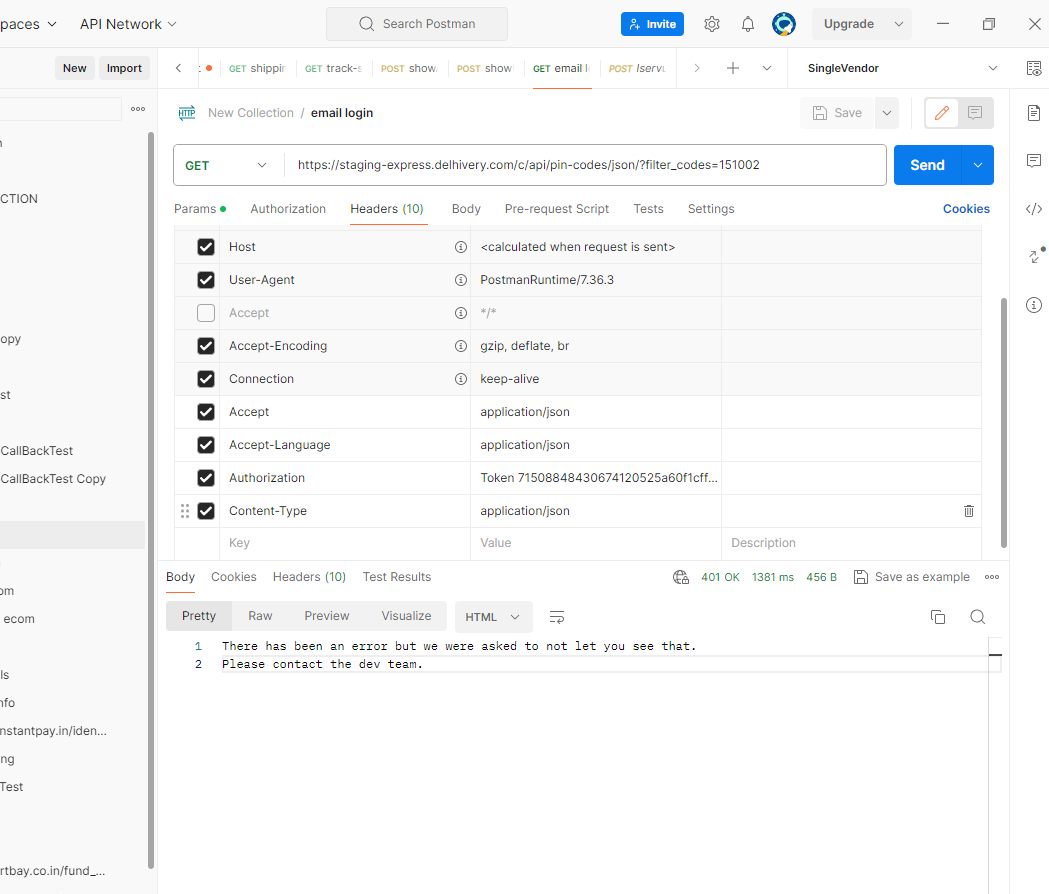 paces
API Network
Search Postman
Invite
Upgrade
New
Import
GET shippin
GET track-s
POST show
POST show
GET email l
POST Iserv
SingleVendor
HTTP New Collection / email login
Save
GET
https://staging-express.delhivery.com/c/api/pin-codes/json/?filter_codes=151002
Send
Params
Authorization
Headers (10)
Body
Pre-request Script
Tests
Settings
Cookies
Host <calculated when request is sent>
User-Agent PostmanRuntime/7.36.3
Accept */*
Accept-Encoding gzip, deflate, br
Connection keep-alive
Accept application/json
Accept-Language application/json
Authorization Token 71508848430674120525a60f1cff...
Content-Type application/json
Key Value Description
CTION
opy
st
CallBackTest
CallBackTest Copy
om
ecom
ls
nfo
nstantpay.in/iden...
ng
Test
rtbay.co.in/fund_...
Body
Cookies
Headers (10)
Test Results
401 OK
1381 ms
456 B
Save as example
Pretty
Raw
Preview
Visualize
HTML
1 There has been an error but we were asked to not let you see that.
2 Please contact the dev team.